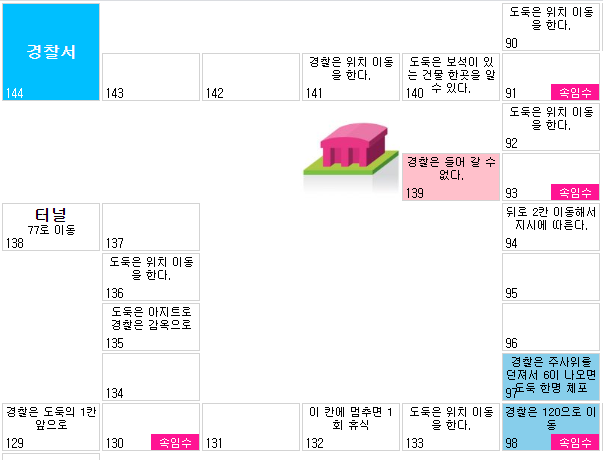 도둑은 위치 이동
을 한다.
90
경찰서
144
143
142
경찰은 위치 이동
을 한다.
141
도둑은 보석이 있
는 건물 한곳을 알
수 있다.
140
91
속임수
도둑은 위치 이동
을 한다.
92
경찰은 들어 갈 수
없다.
139
93
속임수
터널
77로 이동
138
137
뒤로 2칸 이동해서
지시에 따른다.
94
도둑은 위치 이동
을 한다.
136
95
도둑은 아지트로
경찰은 감옥으로
135
96
134
경찰은 주사위를
던져서 6이 나오면
도둑 한명 체포
97
경찰은 도둑의 1칸
앞으로
129
130
속임수
131
이 칸에 멈추면 1
회 휴식
132
도둑은 위치 이동
을 한다.
133
경찰은 120으로 이
동
98
속임수